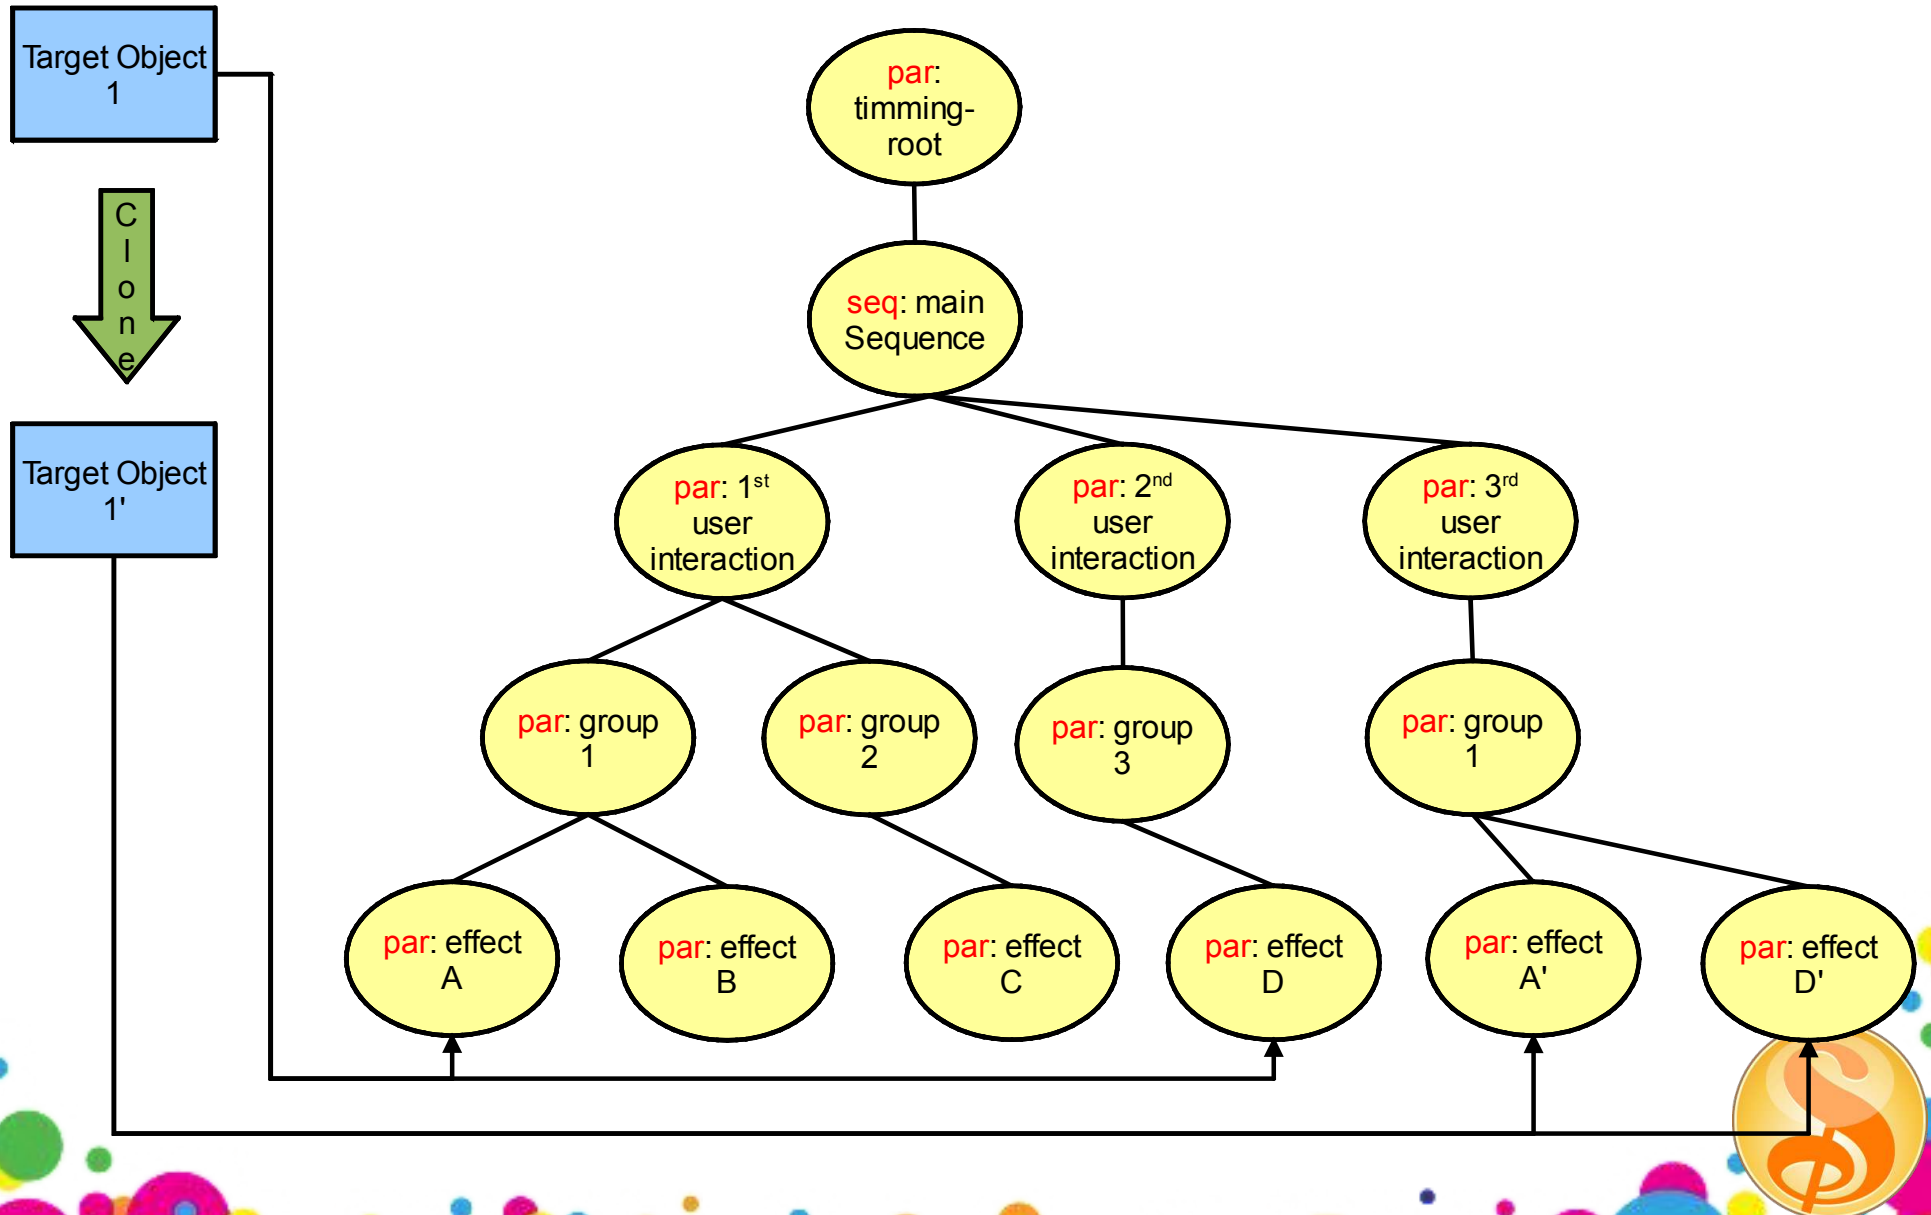 Target Object
1
C
l
o
n
e
Target Object
1'
par:
timming-
root
seq: main
Sequence
par: 1st
user
interaction
par: 2nd
user
interaction
par: 3rd
user
interaction
par: group
1
par: group
2
par: group
3
par: group
1
par: effect
A
par: effect
B
par: effect
C
par: effect
D
par: effect
A'
par: effect
D'